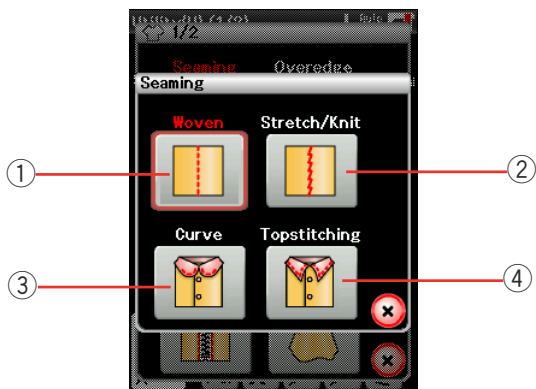 1/2
Seaming Overedge
Seaming
Woven Stretch/Knit
① ②
Curve Topstitching
③ ④